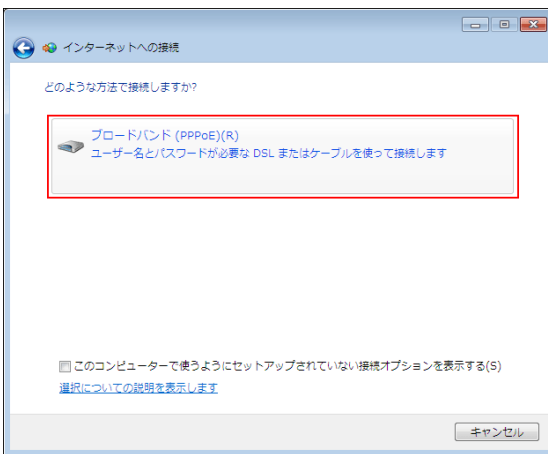 インターネットへの接続
どのような方法で接続しますか?
ブロードバンド (PPPoE)(R)
ユーザー名とパスワードが必要な DSL またはケーブルを使って接続します
このコンピューターで使うようにセットアップされていない接続オプションを表示する(S)
選択についての説明を表示します
キャンセル